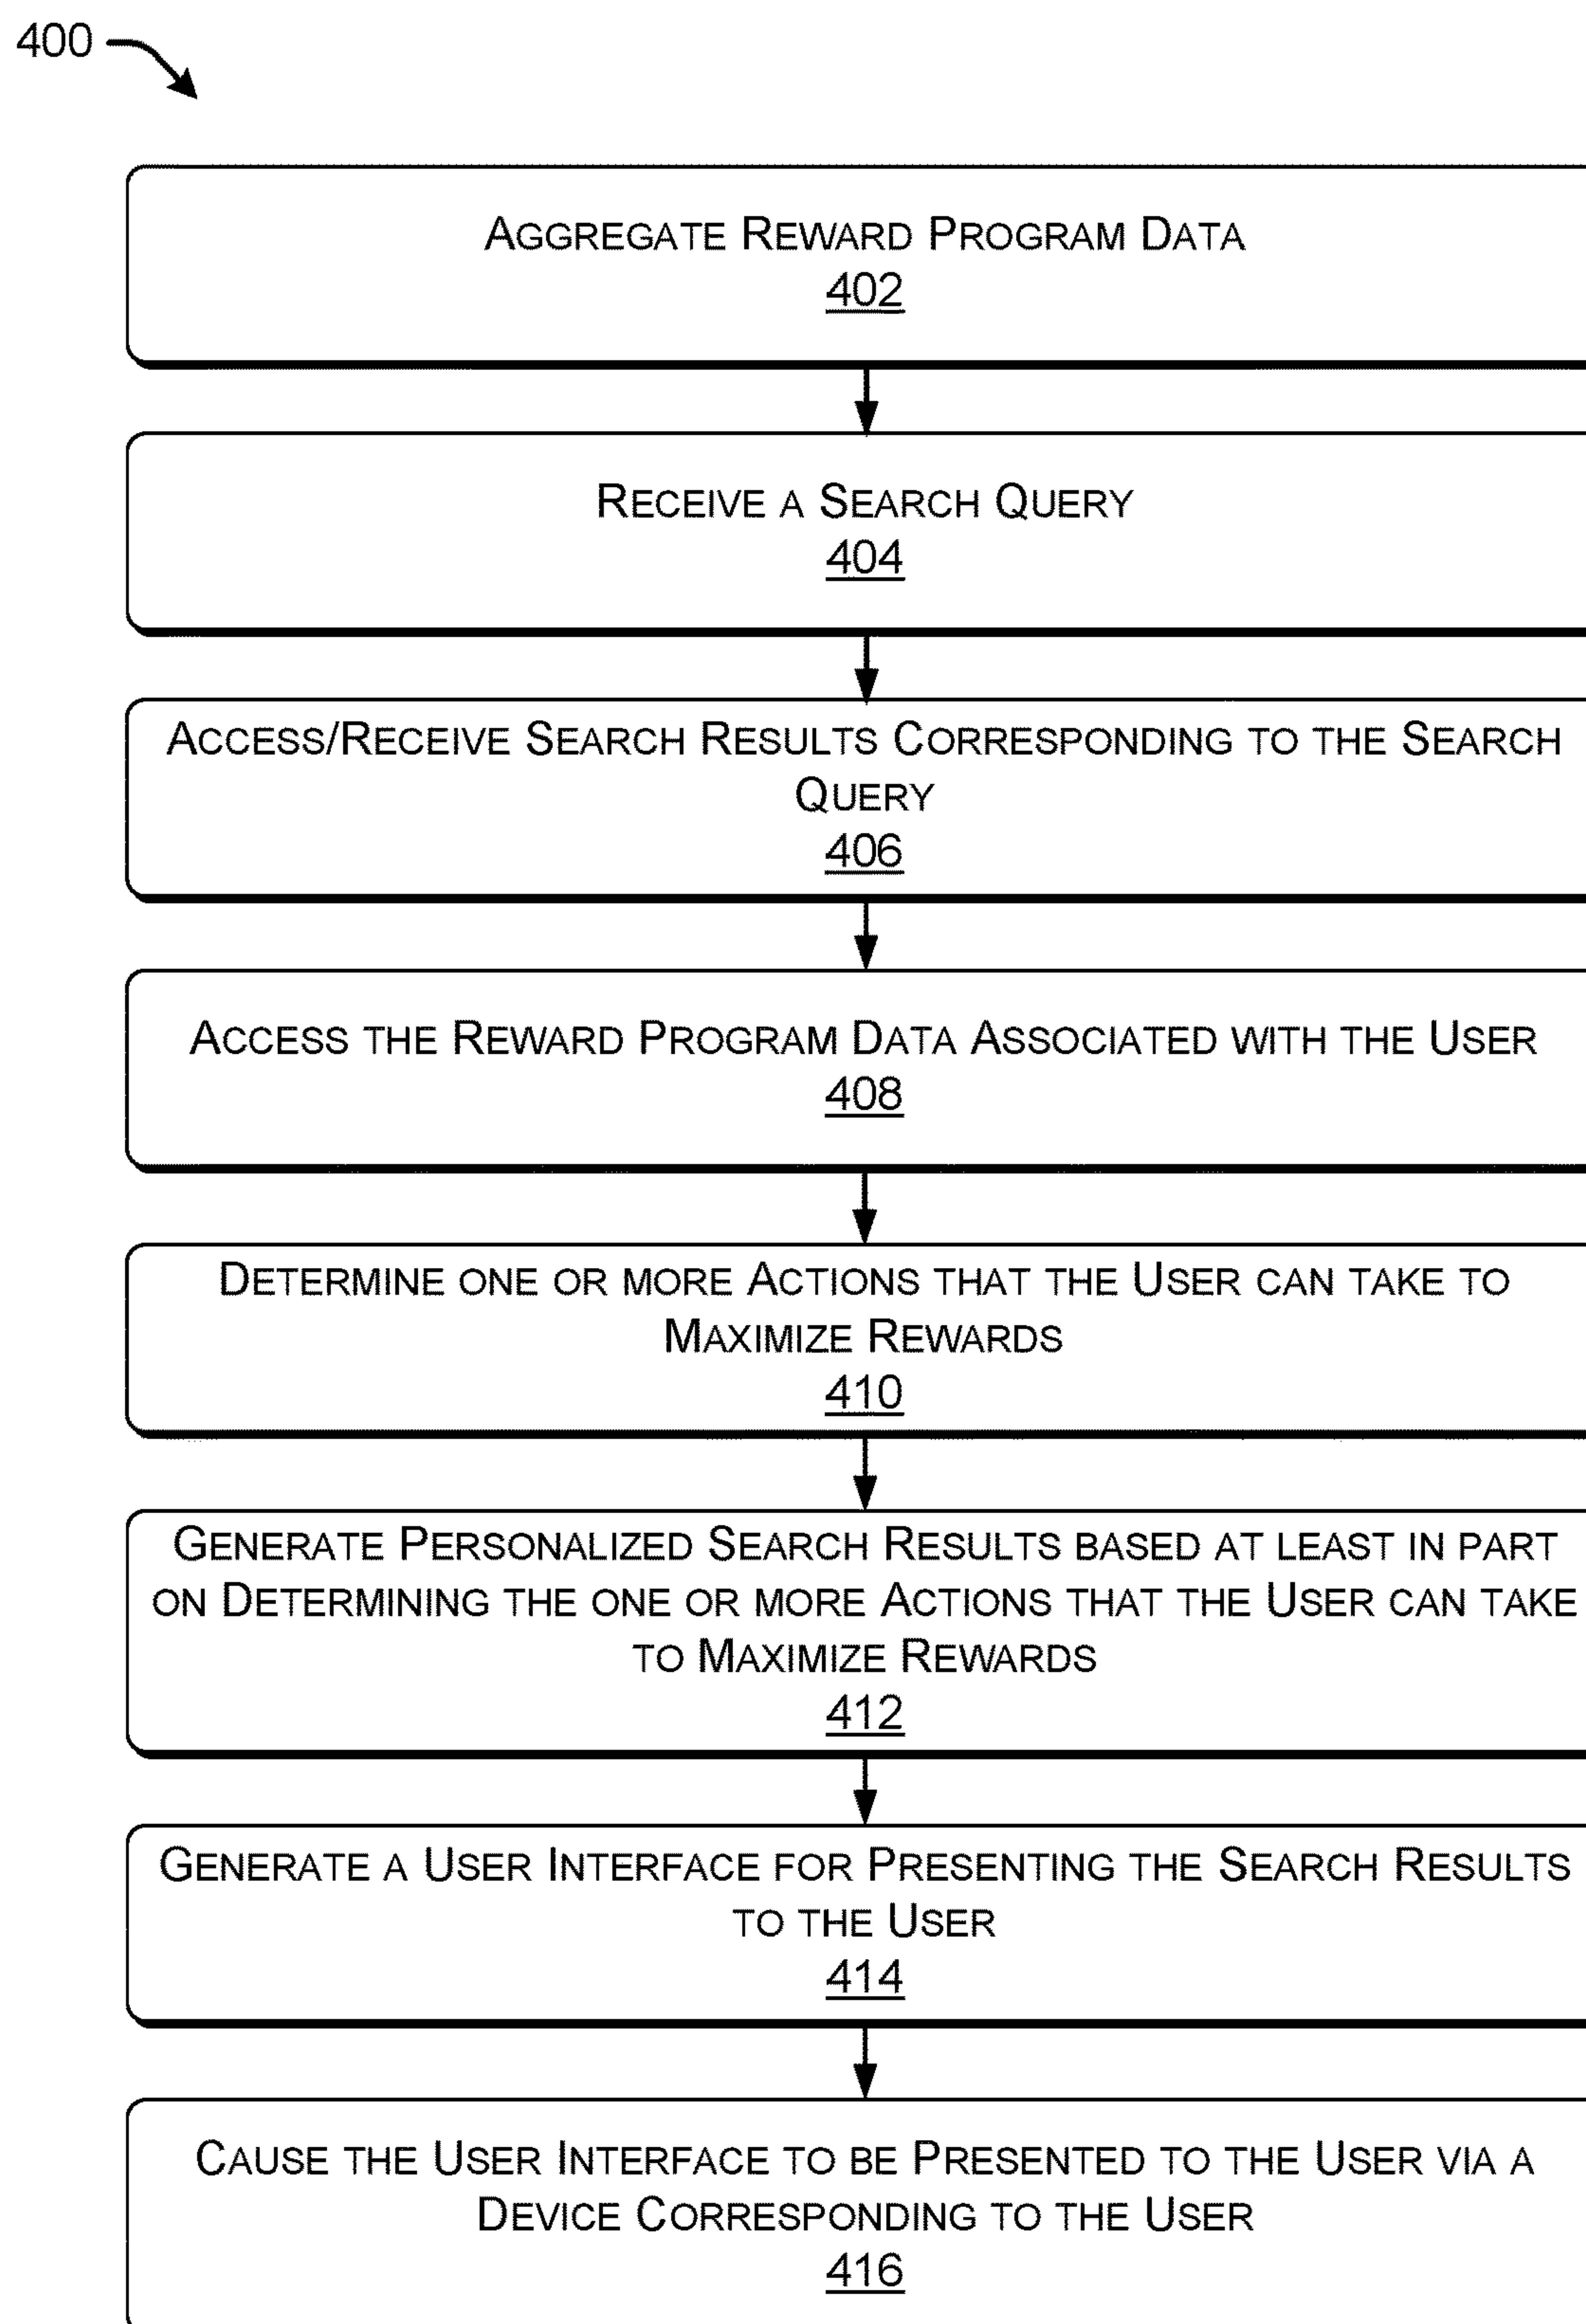 400
AGGREGATE REWARD PROGRAM DATA
402
RECEIVE A SEARCH QUERY
404
ACCESS/RECEIVE SEARCH RESULTS CORRESPONDING TO THE SEARCH
QUERY
406
ACCESS THE REWARD PROGRAM DATA ASSOCIATED WITH THE USER
408
DETERMINE ONE OR MORE ACTIONS THAT THE USER CAN TAKE TO
MAXIMIZE REWARDS
410
GENERATE PERSONALIZED SEARCH RESULTS BASED AT LEAST IN PART
ON DETERMINING THE ONE OR MORE ACTIONS THAT THE USER CAN TAKE
TO MAXIMIZE REWARDS
412
GENERATE A USER INTERFACE FOR PRESENTING THE SEARCH RESULTS
TO THE USER
414
CAUSE THE USER INTERFACE TO BE PRESENTED TO THE USER VIA A
DEVICE CORRESPONDING TO THE USER
416